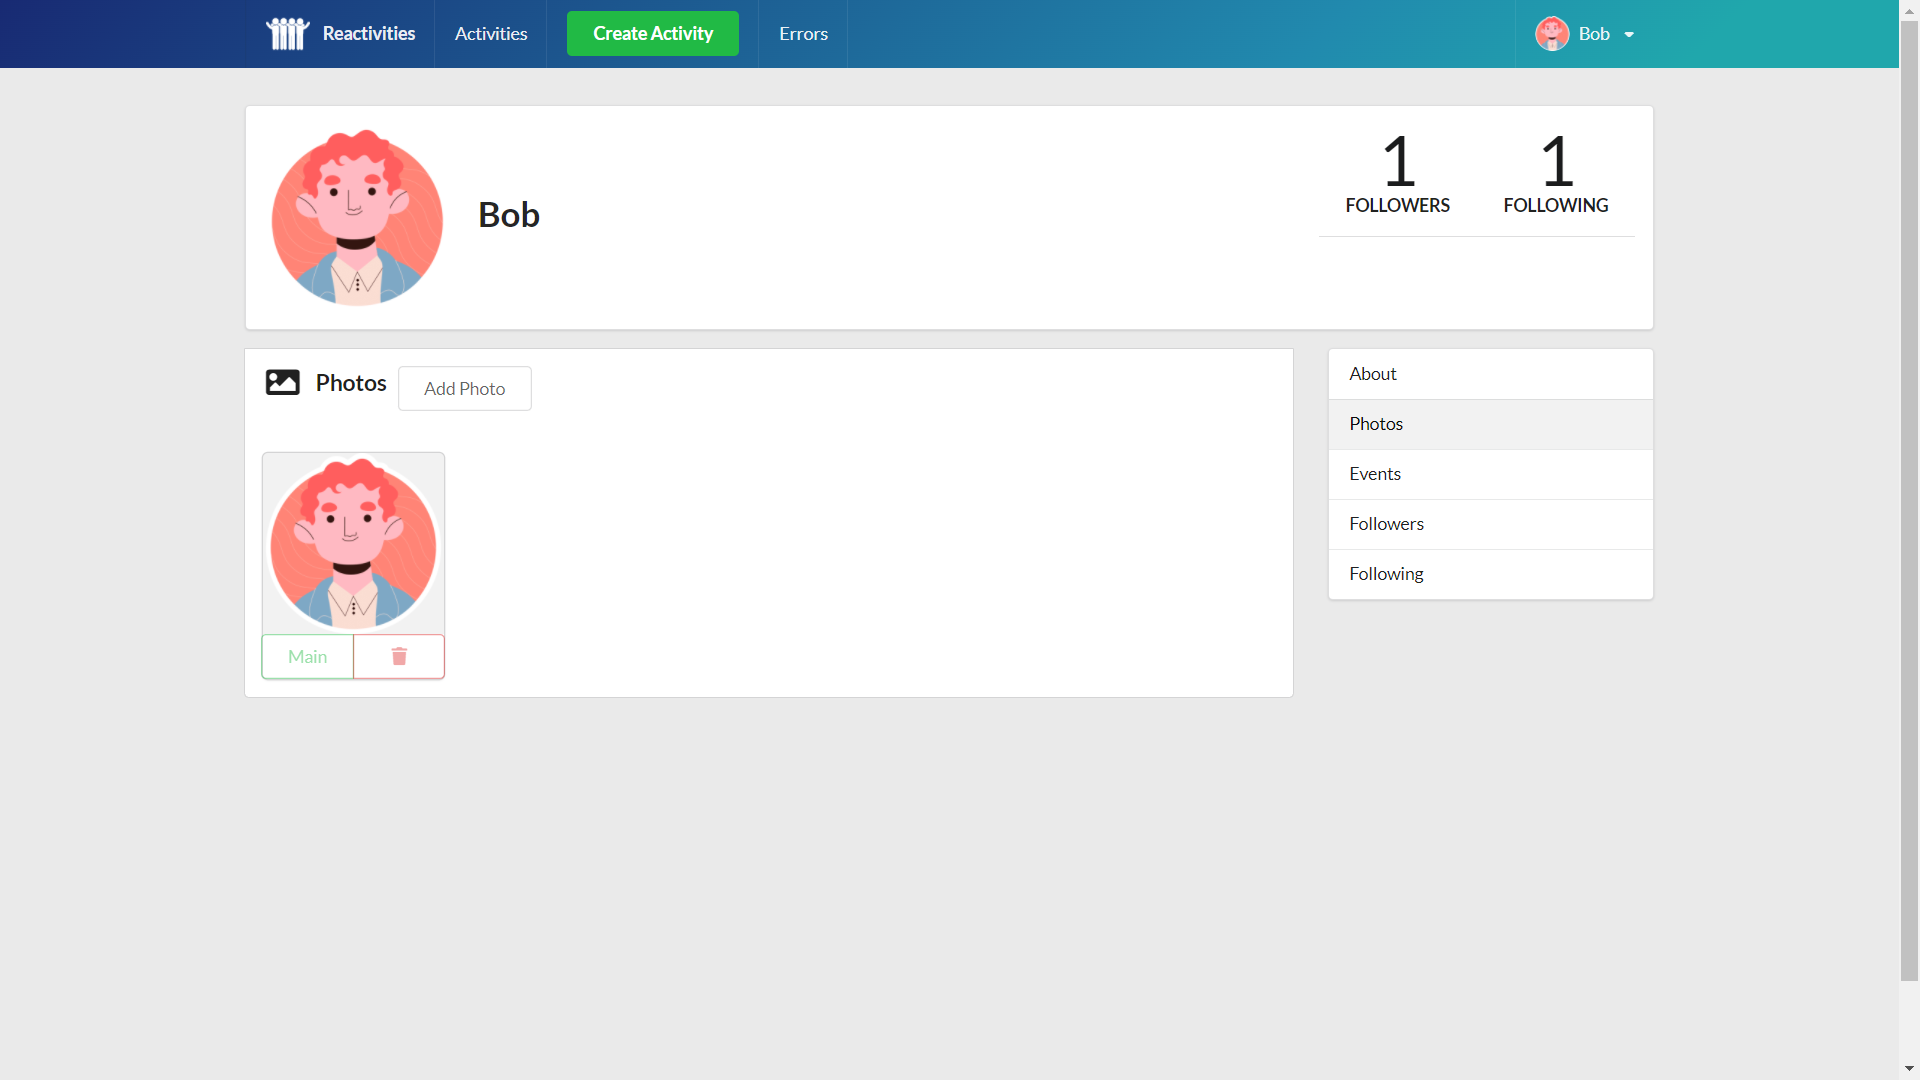 Reactivities
Activities
Create Activity
Errors
Bob
Bob
1
FOLLOWERS
1
FOLLOWING
Photos
Add Photo
Main
About
Photos
Events
Followers
Following